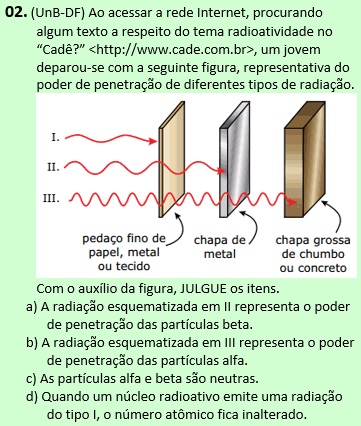 02. (UnB-DF) Ao acessar a rede Internet, procurando
algum texto a respeito do tema radioatividade no
“Cadê?” <http://www.cade.com.br>, um jovem
deparou-se com a seguinte figura, representativa do
poder de penetração de diferentes tipos de radiação.
I.
II.
III.
pedaço fino de
papel, metal
ou tecido
chapa de
metal
chapa grossa
de chumbo
ou concreto
Com o auxílio da figura, JULGUE os itens.
a) A radiação esquematizada em II representa o poder
de penetração das partículas beta.
b) A radiação esquematizada em III representa o poder
de penetração das partículas alfa.
c) As partículas alfa e beta são neutras.
d) Quando um núcleo radioativo emite uma radiação
do tipo I, o número atômico fica inalterado.